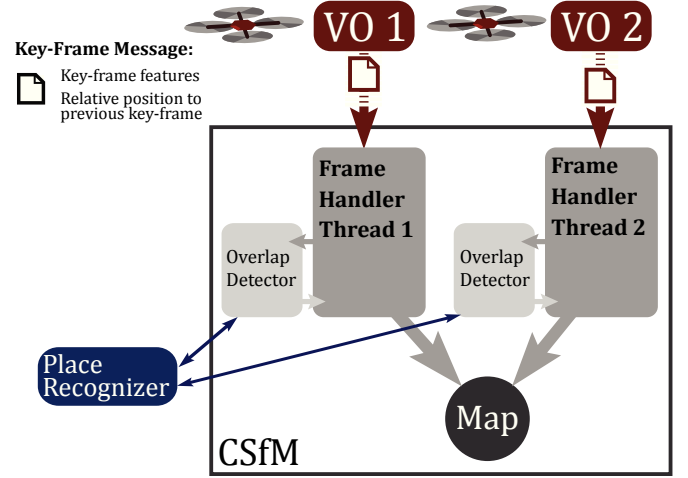 VO 1
VO 2
Key-Frame Message:
Key-frame features
Relative position to
previous key-frame
Frame
Handler
Thread 1
Frame
Handler
Thread 2
Overlap
Detector
Overlap
Detector
Place
Recognizer
Map
CSfM